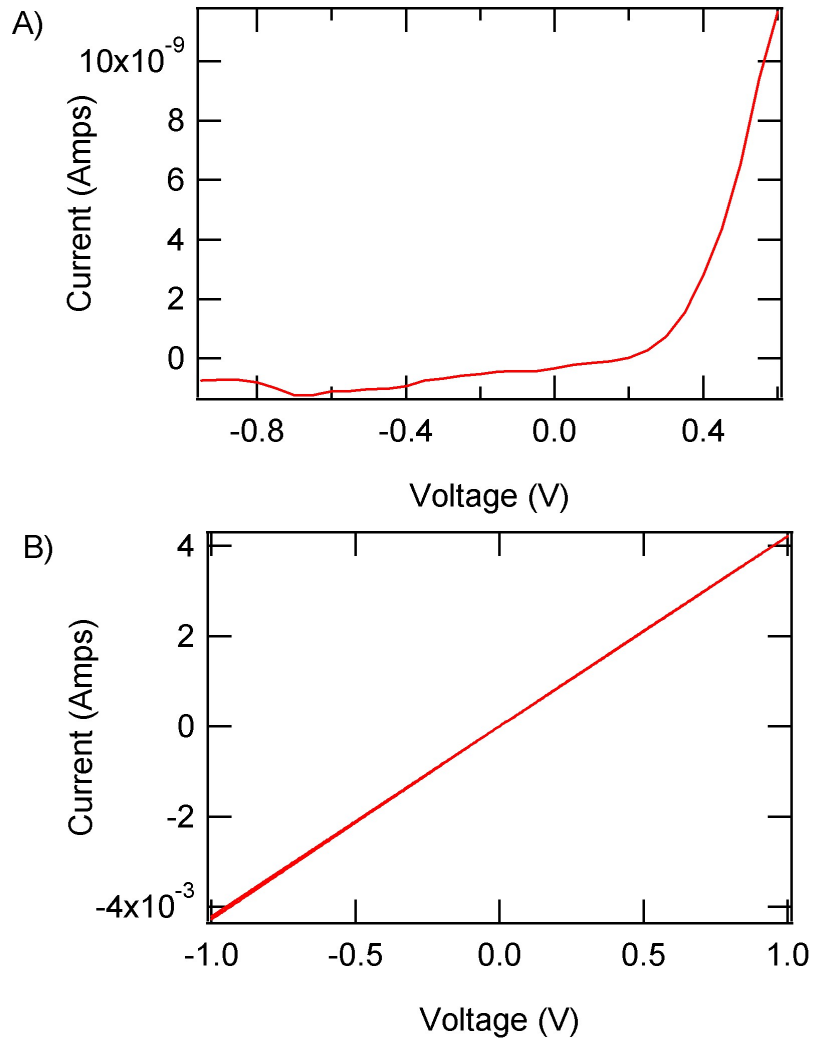 A)
10x10⁻⁹
8
6
4
2
0
Current (Amps)
-0.8 -0.4 0.0 0.4
Voltage (V)
B)
4
2
0
-2
-4x10⁻³
Current (Amps)
-1.0 -0.5 0.0 0.5 1.0
Voltage (V)